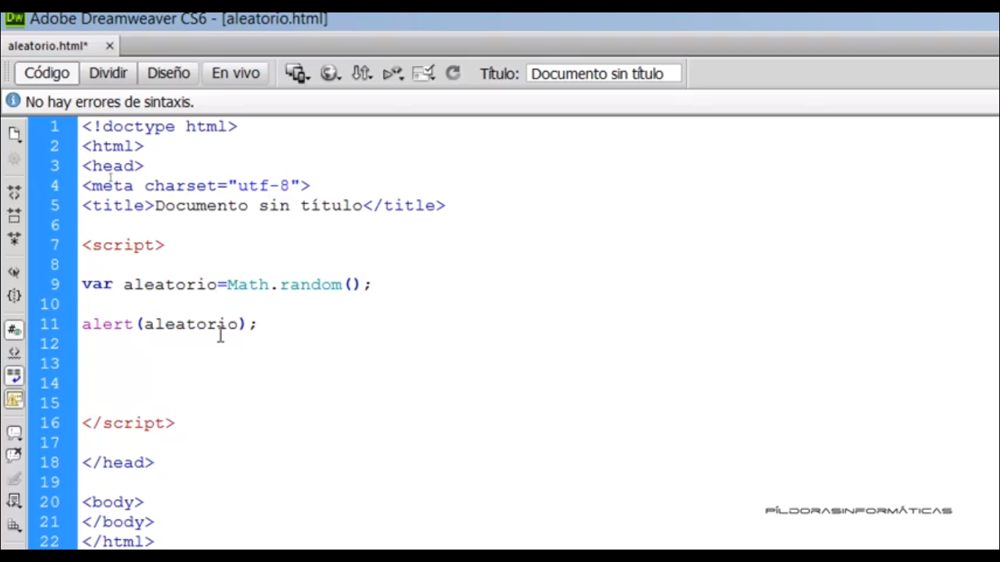 Dw Adobe Dreamweaver CS6 - [aleatorio.html]
aleatorio.html* ×
Código Dividir Diseño En vivo Título: Documento sin título
No hay errores de sintaxis.
1 <!doctype html>
2 <html>
3 <head>
4 <meta charset="utf-8">
5 <title>Documento sin título</title>
6
7 <script>
8
9 var aleatorio=Math.random();
10
11 alert(aleatorio);
12
13
14
15
16 </script>
17
18 </head>
19
20 <body>
21 </body>
22 </html>
PÍLDORASINFORMÁTICAS